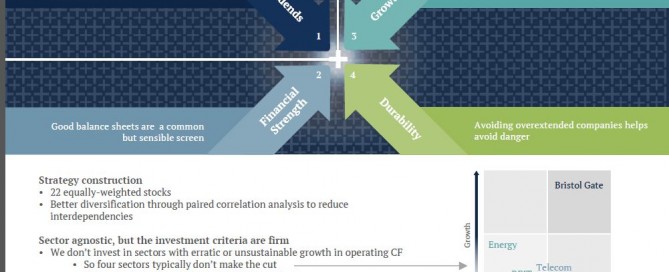 1
3
2
4
Financial
Strength
Durability
Good balance sheets are a common
but sensible screen
Avoiding overextended companies helps
avoid danger
Strategy construction
• 22 equally-weighted stocks
• Better diversification through paired correlation analysis to reduce
interdependencies
Sector agnostic, but the investment criteria are firm
• We don't invest in sectors with erratic or unsustainable growth in operating CF
• So four sectors typically don't make the cut
Growth
Bristol Gate
Energy
Telecom